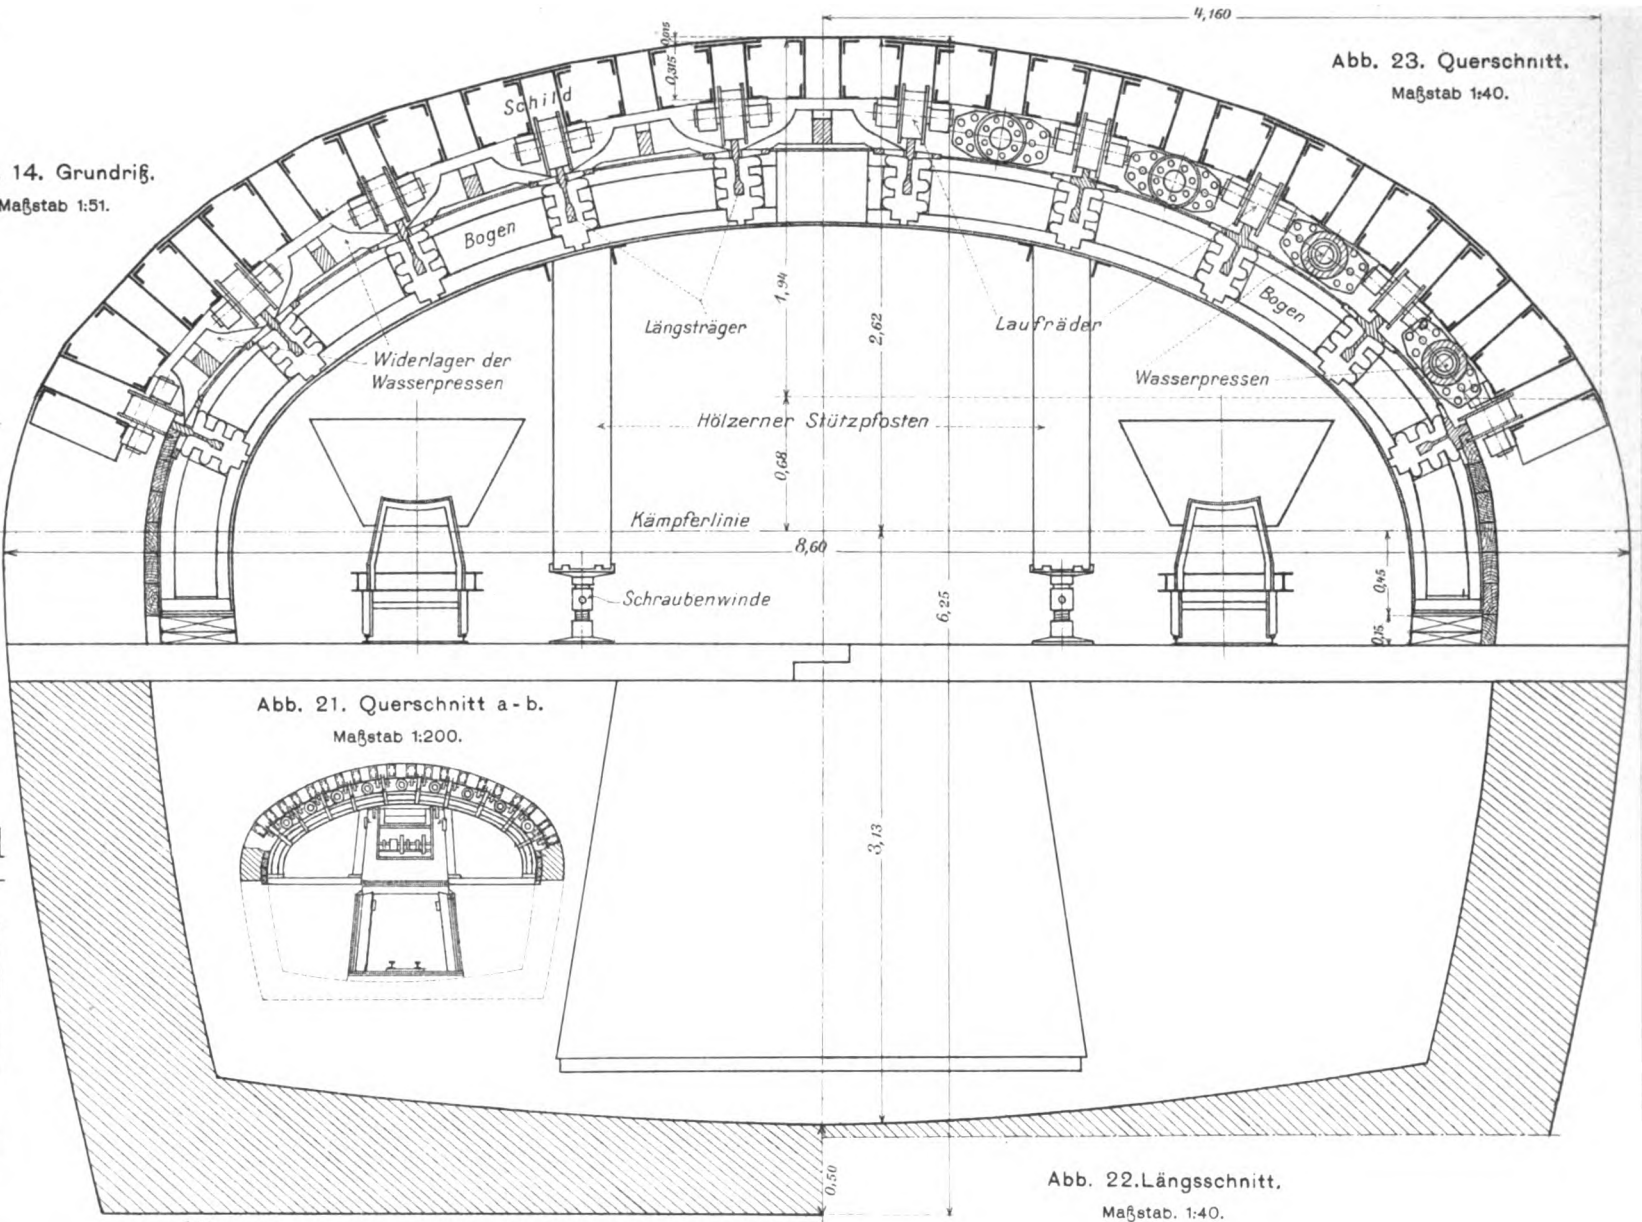 4,160
Abb. 23. Querschnitt.
Maßstab 1:40.
0,015
0,315
Schild
14. Grundriß.
Maßstab 1:51.
Bogen
1,94
2,62
Längsträger
Laufräder
Bogen
Widerlager der
Wasserpressen
Wasserpressen
Hölzerner Stützpfosten
0,68
Kämpferlinie
8,60
Schraubenwinde
6,25
0,45
0,15
Abb. 21. Querschnitt a-b.
Maßstab 1:200.
3,13
0,50
Abb. 22. Längsschnitt.
Maßstab. 1:40.